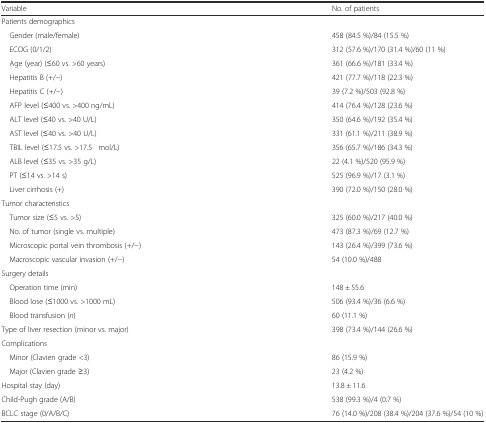 Variable No. of patients
Patients demographics
Gender (male/female) 458 (84.5 %)/84 (15.5 %)
ECOG (0/1/2) 312 (57.6 %)/170 (31.4 %)/60 (11 %)
Age (year) (≤60 vs. >60 years) 361 (66.6 %)/181 (33.4 %)
Hepatitis B (+/−) 421 (77.7 %)/118 (22.3 %)
Hepatitis C (+/−) 39 (7.2 %)/503 (92.8 %)
AFP level (≤400 vs. >400 ng/mL) 414 (76.4 %)/128 (23.6 %)
ALT level (≤40 vs. >40 U/L) 350 (64.6 %)/192 (35.4 %)
AST level (≤40 vs. >40 U/L) 331 (61.1 %)/211 (38.9 %)
TBIL level (≤17.5 vs. >17.5 mol/L) 356 (65.7 %)/186 (34.3 %)
ALB level (≤35 vs. >35 g/L) 22 (4.1 %)/520 (95.9 %)
PT (≤14 vs. >14 s) 525 (96.9 %)/17 (3.1 %)
Liver cirrhosis (+) 390 (72.0 %)/150 (28.0 %)
Tumor characteristics
Tumor size (≤5 vs. >5) 325 (60.0 %)/217 (40.0 %)
No. of tumor (single vs. multiple) 473 (87.3 %)/69 (12.7 %)
Microscopic portal vein thrombosis (+/−) 143 (26.4 %)/399 (73.6 %)
Macroscopic vascular invasion (+/−) 54 (10.0 %)/488
Surgery details
Operation time (min) 148 ± 55.6
Blood lose (≤1000 vs. >1000 mL) 506 (93.4 %)/36 (6.6 %)
Blood transfusion (n) 60 (11.1 %)
Type of liver resection (minor vs. major) 398 (73.4 %)/144 (26.6 %)
Complications
Minor (Clavien grade <3) 86 (15.9 %)
Major (Clavien grade ≥3) 23 (4.2 %)
Hospital stay (day) 13.8 ± 11.6
Child-Pugh grade (A/B) 538 (99.3 %)/4 (0.7 %)
BCLC stage (0/A/B/C) 76 (14.0 %)/208 (38.4 %)/204 (37.6 %)/54 (10 %)